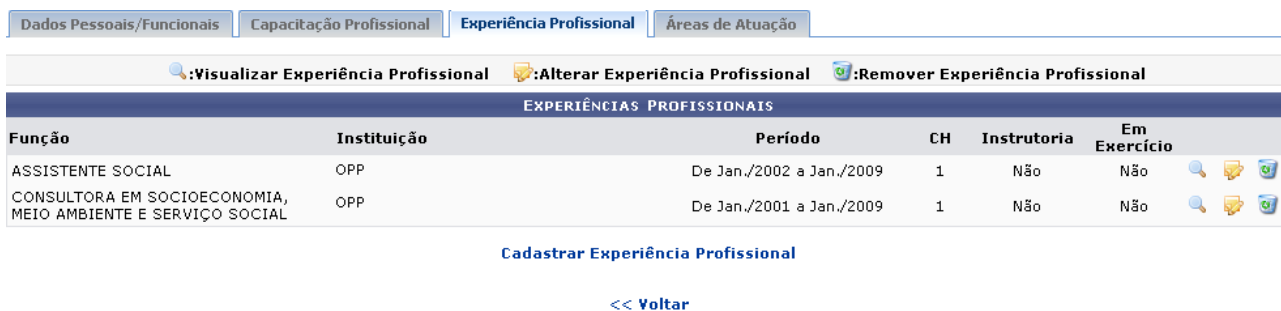 Dados Pessoais/Funcionais Capacitação Profissional Experiência Profissional Áreas de Atuação
:Visualizar Experiência Profissional :Alterar Experiência Profissional :Remover Experiência Profissional
EXPERIÊNCIAS PROFISSIONAIS
Função Instituição Período CH Instrutoria Em Exercício
ASSISTENTE SOCIAL OPP De Jan./2002 a Jan./2009 1 Não Não
CONSULTORA EM SOCIOECONOMIA, OPP De Jan./2001 a Jan./2009 1 Não Não
MEIO AMBIENTE E SERVIÇO SOCIAL
Cadastrar Experiência Profissional
<< Voltar